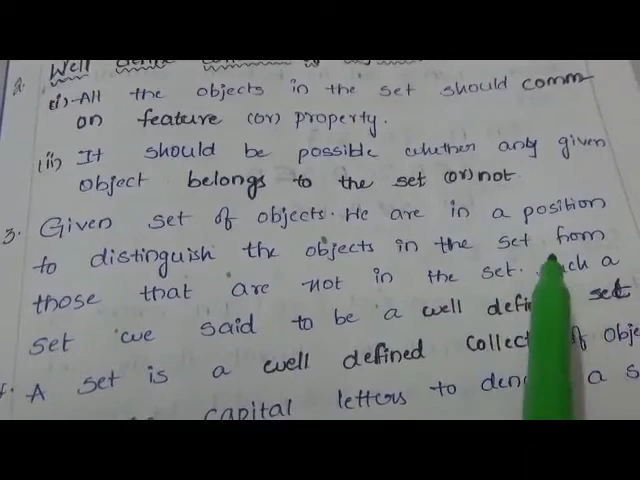 2. Well
(i) All the objects in the set should comm
on feature (or) property.
(ii) It should be possible whether any given
object belongs to the set (or) not
3. Given set of objects. He are in a position
to distinguish the objects in the set from
those that are not in the set. a
set we said to be a well set
A set is a well defined of
capital letters to a